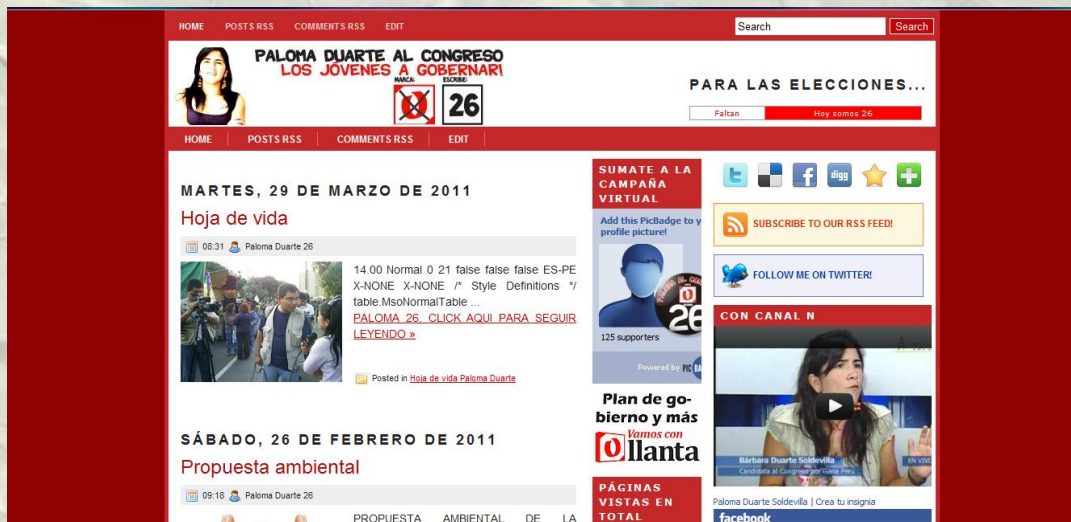 HOME POSTS RSS COMMENTS RSS EDIT
Search Search
PALOMA DUARTE AL CONGRESO
LOS JÓVENES A GOBERNAR!
MARCA: ESCRIBE:
O 26
PARA LAS ELECCIONES...
Faltan Hoy somos 26
HOME POSTS RSS COMMENTS RSS EDIT
MARTES, 29 DE MARZO DE 2011
Hoja de vida
08:31 Paloma Duarte 26
14.00 Normal 0 21 false false false ES-PE
X-NONE X-NONE /* Style Definitions */
table.MsoNormalTable ...
PALOMA 26. CLICK AQUI PARA SEGUIR
LEYENDO »
Posted in Hoja de vida Paloma Duarte
SÁBADO, 26 DE FEBRERO DE 2011
Propuesta ambiental
09:18 Paloma Duarte 26
PROPUESTA AMBIENTAL DE LA
SUMATE A LA
CAMPAÑA
VIRTUAL
Add this PicBadge to y
profile picture!
26
125 supporters
Powered by
Plan de go-
bierno y más
Vamos con
Ollanta
PÁGINAS
VISTAS EN
TOTAL
digg
SUBSCRIBE TO OUR RSS FEED!
FOLLOW ME ON TWITTER!
CON CANAL N
Bárbara Duarte Soldevilla
Candidata al Congreso por Gana Perú
EN VIVO
Paloma Duarte Soldevilla | Crea tu insignia
facebook